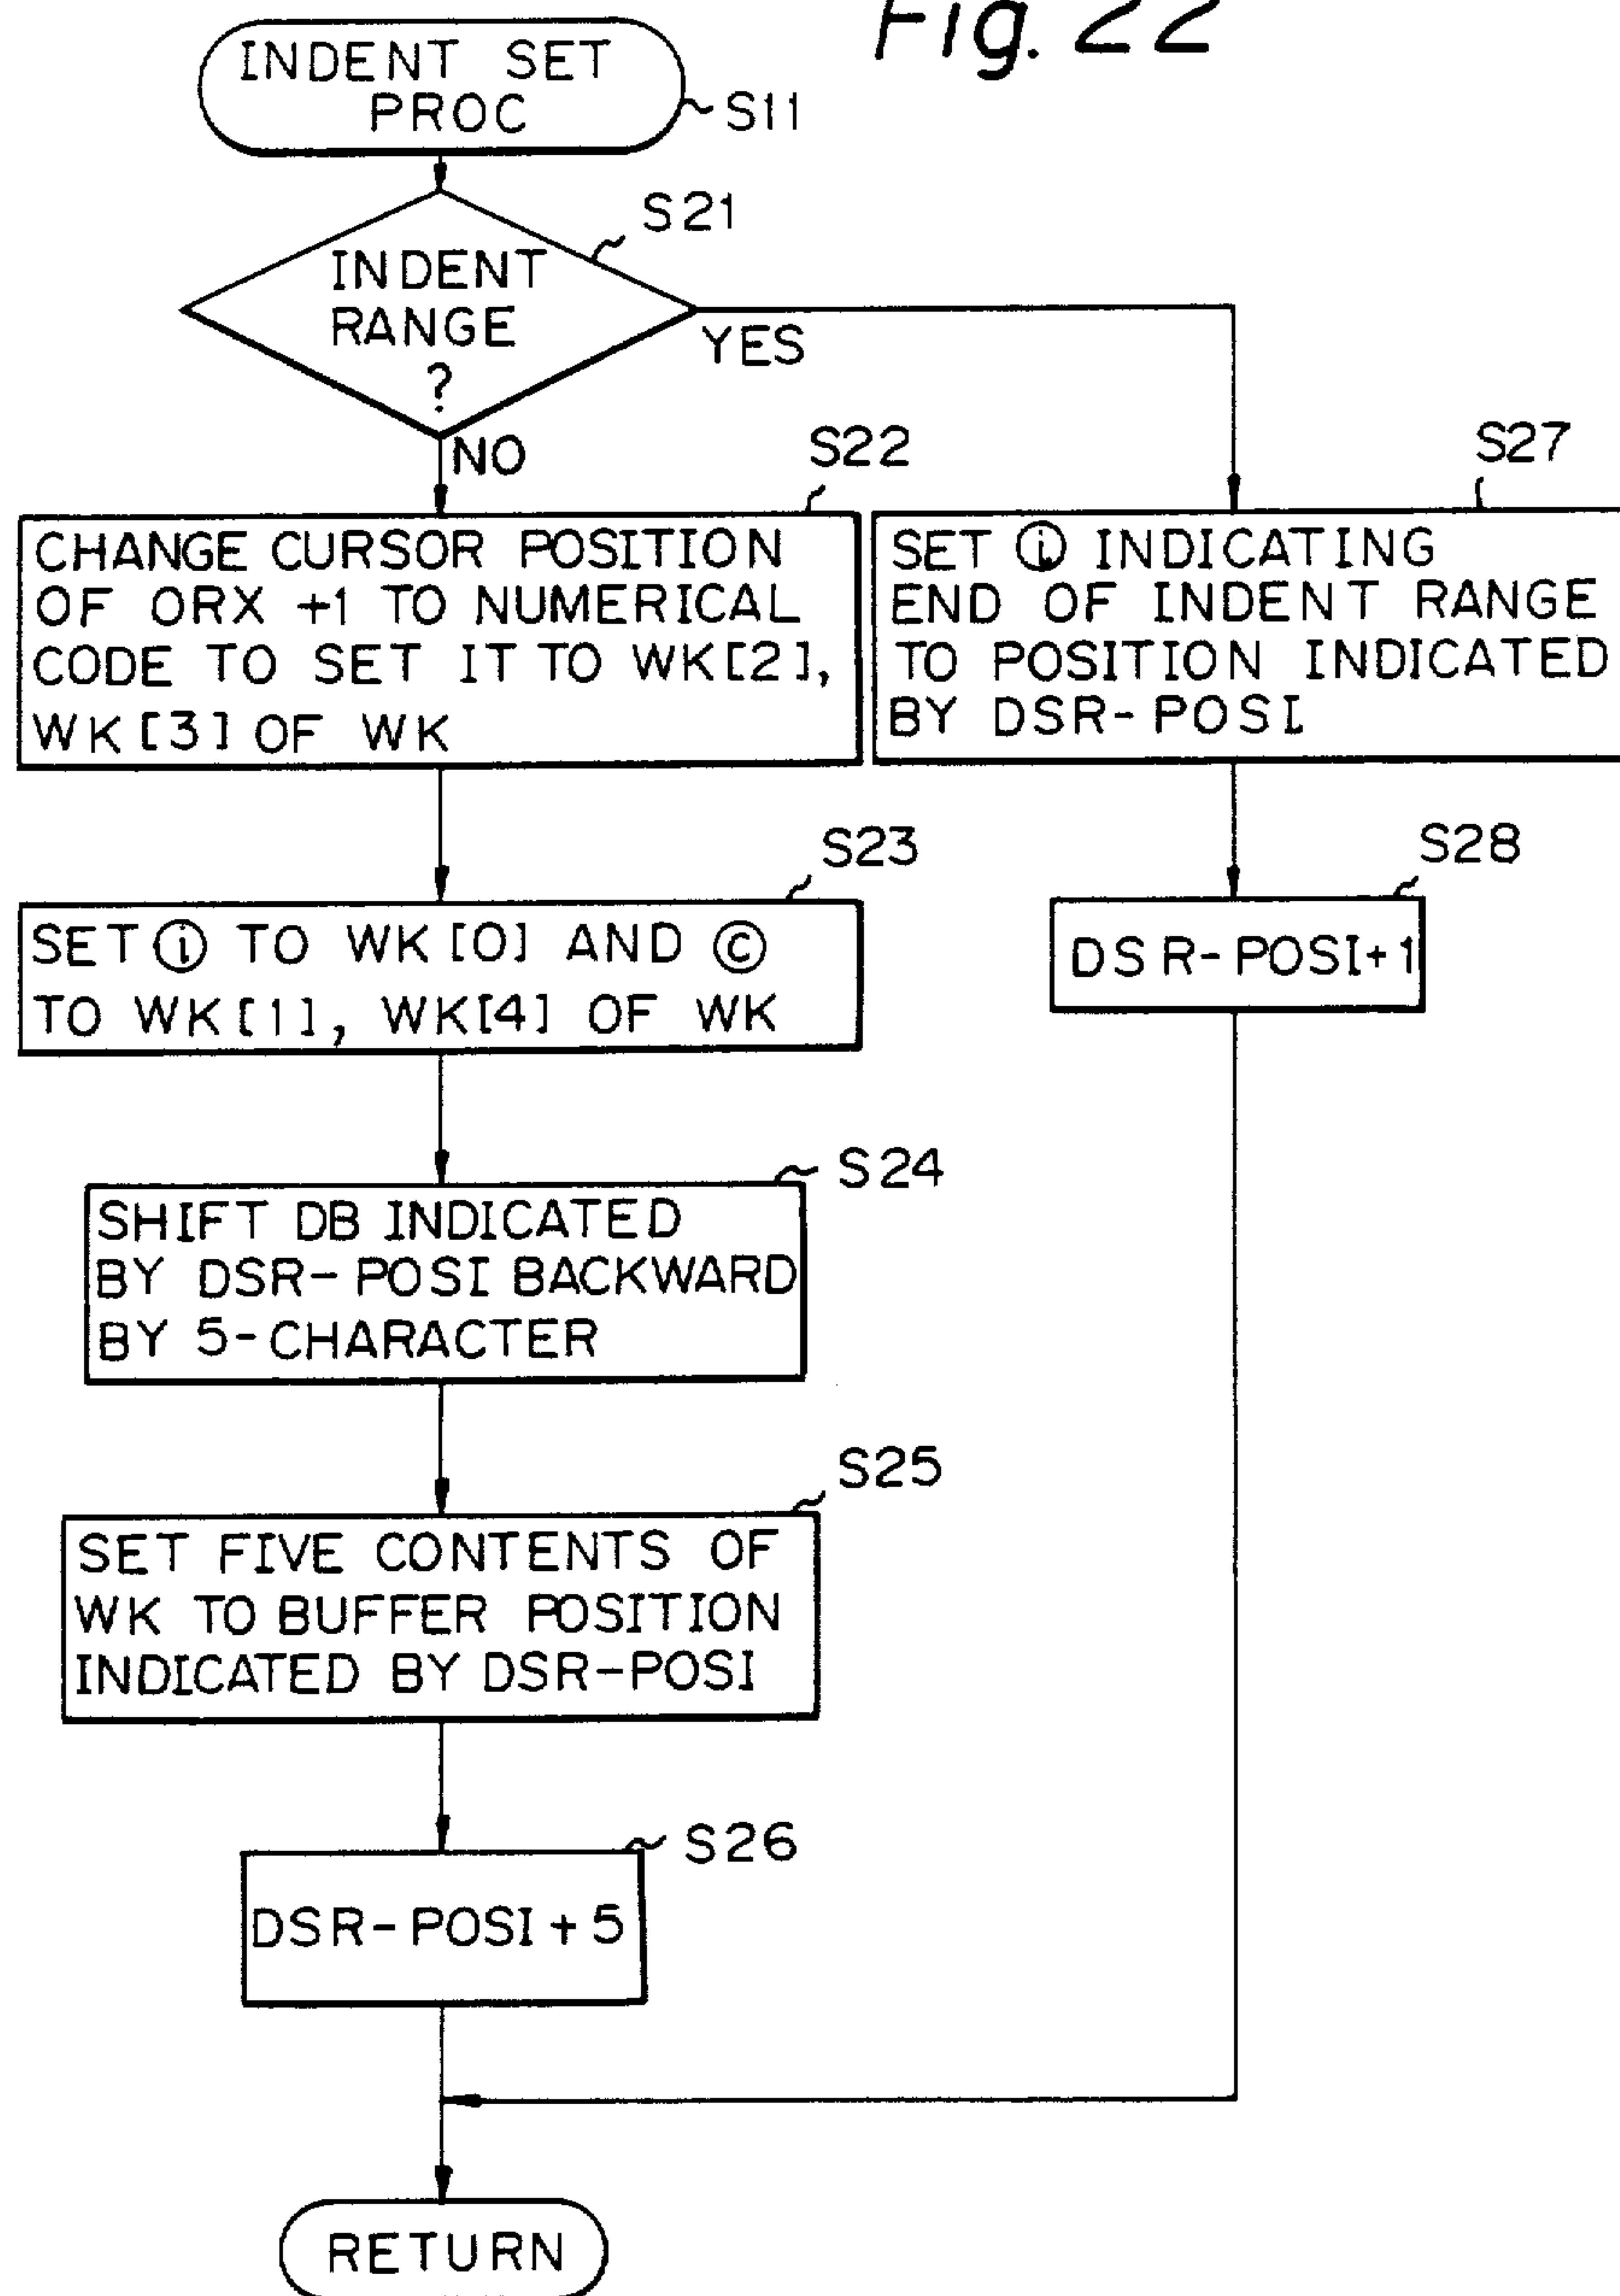 Fig. 22
INDENT SET
PROC
S11
S21
INDENT
RANGE
?
YES
NO
S22
CHANGE CURSOR POSITION
OF ORX +1 TO NUMERICAL
CODE TO SET IT TO WK[2],
WK[3] OF WK
S27
SET ⓘ INDICATING
END OF INDENT RANGE
TO POSITION INDICATED
BY DSR-POSI
S23
SET ⓘ TO WK[0] AND ©
TO WK[1], WK[4] OF WK
S28
DSR-POSI+1
S24
SHIFT DB INDICATED
BY DSR-POSI BACKWARD
BY 5-CHARACTER
S25
SET FIVE CONTENTS OF
WK TO BUFFER POSITION
INDICATED BY DSR-POSI
S26
DSR-POSI+5
RETURN